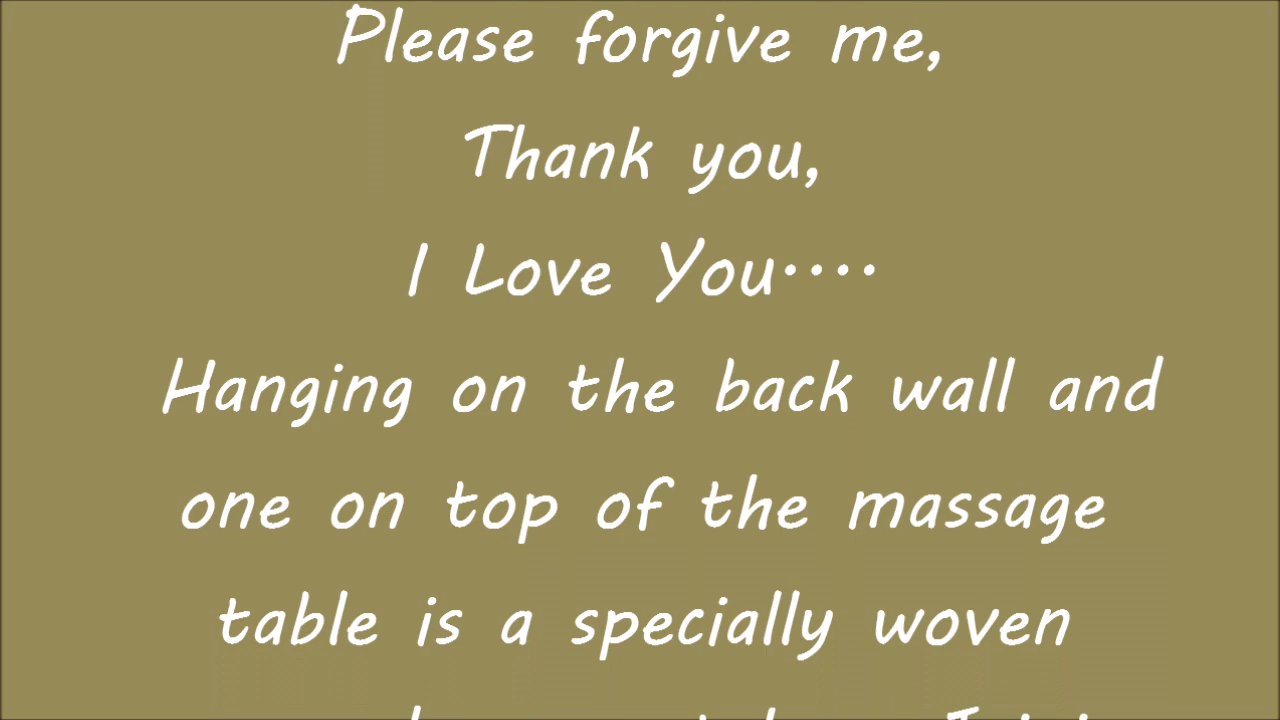 Please forgive me,
Thank you,
I Love You····
Hanging on the back wall and
one on top of the massage
table is a specially woven